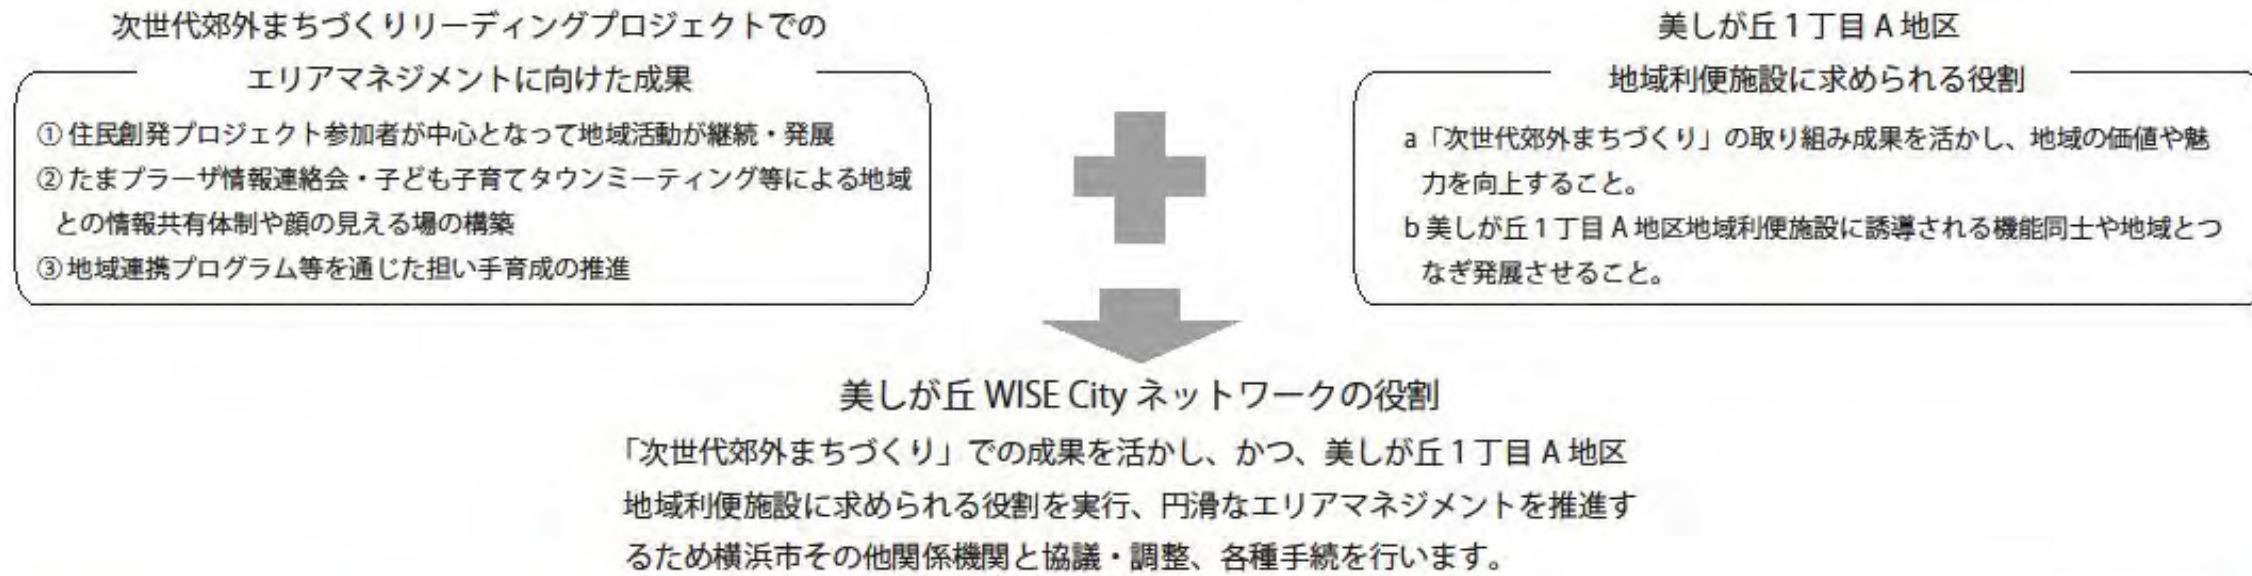 次世代郊外まちづくりリーディングプロジェクトでの
エリアマネジメントに向けた成果
① 住民創発プロジェクト参加者が中心となって地域活動が継続・発展
② たまプラーザ情報連絡会・子ども子育てタウンミーティング等による地域
との情報共有体制や顔の見える場の構築
③ 地域連携プログラム等を通じた担い手育成の推進
美しが丘1丁目 A 地区
地域利便施設に求められる役割
a 「次世代郊外まちづくり」の取り組み成果を活かし、地域の価値や魅
力を向上すること。
b 美しが丘1丁目 A 地区地域利便施設に誘導される機能同士や地域とつ
なぎ発展させること。
美しが丘 WISE City ネットワークの役割
「次世代郊外まちづくり」での成果を活かし、かつ、美しが丘1丁目 A 地区
地域利便施設に求められる役割を実行、円滑なエリアマネジメントを推進す
るため横浜市その他関係機関と協議・調整、各種手続を行います。